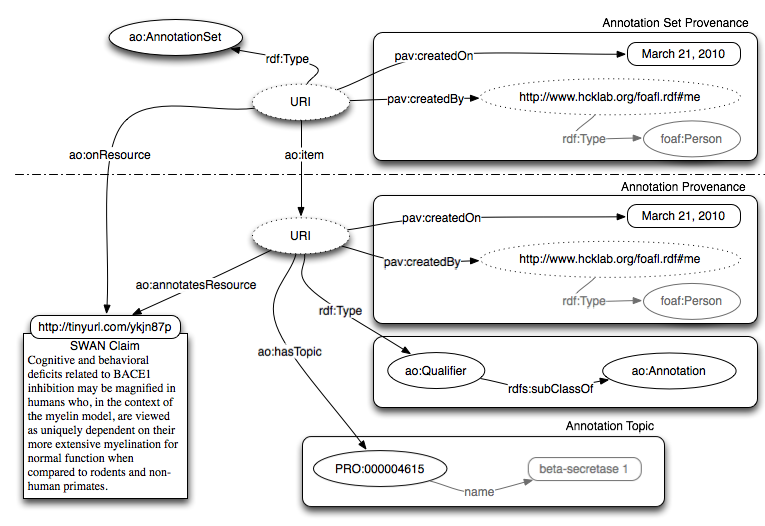 Annotation Set Provenance
ao:AnnotationSet
rdf:Type
pav:createdOn
March 21, 2010
URI
pav:createdBy
http://www.hcklab.org/foafl.rdf#me
rdf:Type
foaf:Person
ao:onResource
ao:item
Annotation Provenance
pav:createdOn
March 21, 2010
URI
pav:createdBy
http://www.hcklab.org/foafl.rdf#me
ao:annotatesResource
rdf:Type
foaf:Person
rdf:Type
http://tinyurl.com/ykjn87p
SWAN Claim
Cognitive and behavioral
deficits related to BACE1
inhibition may be magnified in
humans who, in the context of
the myelin model, are viewed
as uniquely dependent on their
more extensive myelination for
normal function when
compared to rodents and non-
human primates.
ao:hasTopic
ao:Qualifier
rdfs:subClassOf
ao:Annotation
Annotation Topic
PRO:000004615
name
beta-secretase 1